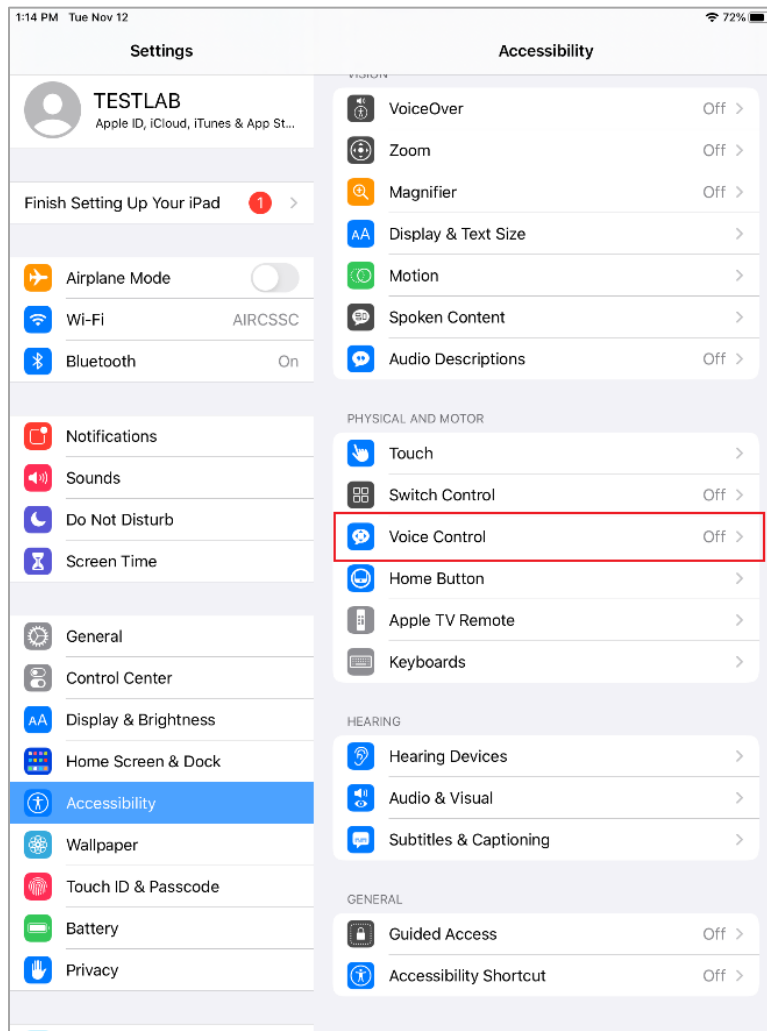 1:14 PM Tue Nov 12
72%
Settings
TESTLAB
Apple ID, iCloud, iTunes & App St...
Finish Setting Up Your iPad 1
Airplane Mode
Wi-Fi AIRCSSC
Bluetooth On
Notifications
Sounds
Do Not Disturb
Screen Time
General
Control Center
AA Display & Brightness
Home Screen & Dock
Accessibility
Wallpaper
Touch ID & Passcode
Battery
Privacy
Accessibility
VISION
VoiceOver Off
Zoom Off
Magnifier Off
AA Display & Text Size
Motion
Spoken Content
Audio Descriptions Off
PHYSICAL AND MOTOR
Touch
Switch Control Off
Voice Control Off
Home Button
Apple TV Remote
Keyboards
HEARING
Hearing Devices
Audio & Visual
Subtitles & Captioning
GENERAL
Guided Access Off
Accessibility Shortcut Off